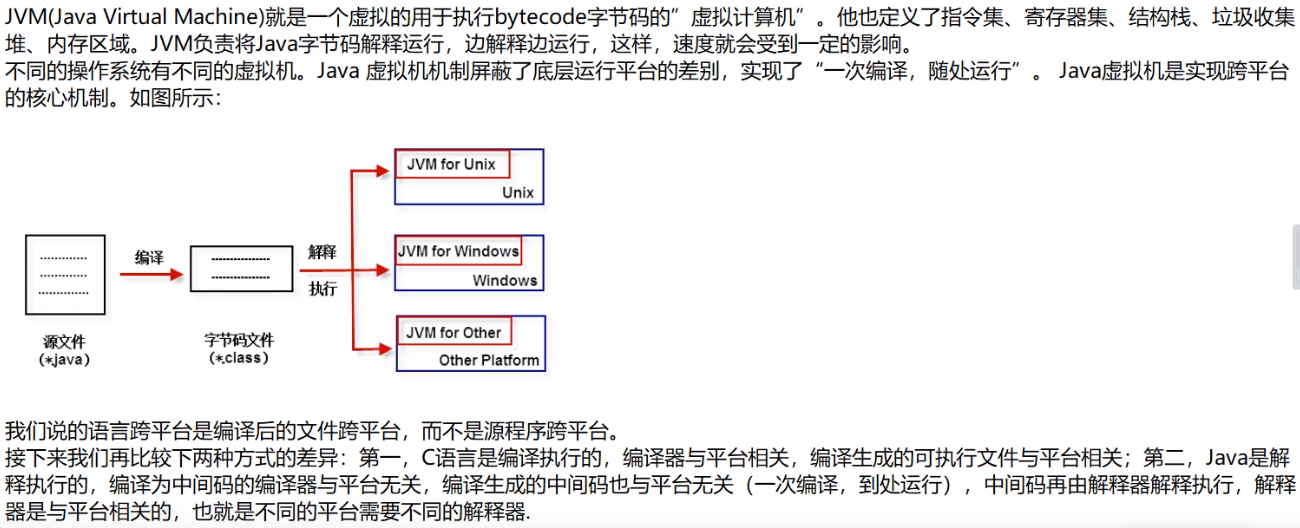 JVM(Java Virtual Machine)就是一个虚拟的用于执行bytecode字节码的”虚拟计算机”。他也定义了指令集、寄存器集、结构栈、垃圾收集
堆、内存区域。JVM负责将Java字节码解释运行，边解释边运行，这样，速度就会受到一定的影响。
不同的操作系统有不同的虚拟机。Java 虚拟机机制屏蔽了底层运行平台的差别，实现了“一次编译，随处运行”。 Java虚拟机是实现跨平台
的核心机制。如图所示：
JVM for Unix
Unix
编译
解释
执行
JVM for Windows
Windows
源文件
(*.java)
字节码文件
(*.class)
JVM for Other
Other Platform
我们说的语言跨平台是编译后的文件跨平台，而不是源程序跨平台。
接下来我们再比较下两种方式的差异：第一，C语言是编译执行的，编译器与平台相关，编译生成的可执行文件与平台相关；第二，Java是解
释执行的，编译为中间码的编译器与平台无关，编译生成的中间码也与平台无关（一次编译，到处运行），中间码再由解释器解释执行，解释
器是与平台相关的，也就是不同的平台需要不同的解释器.